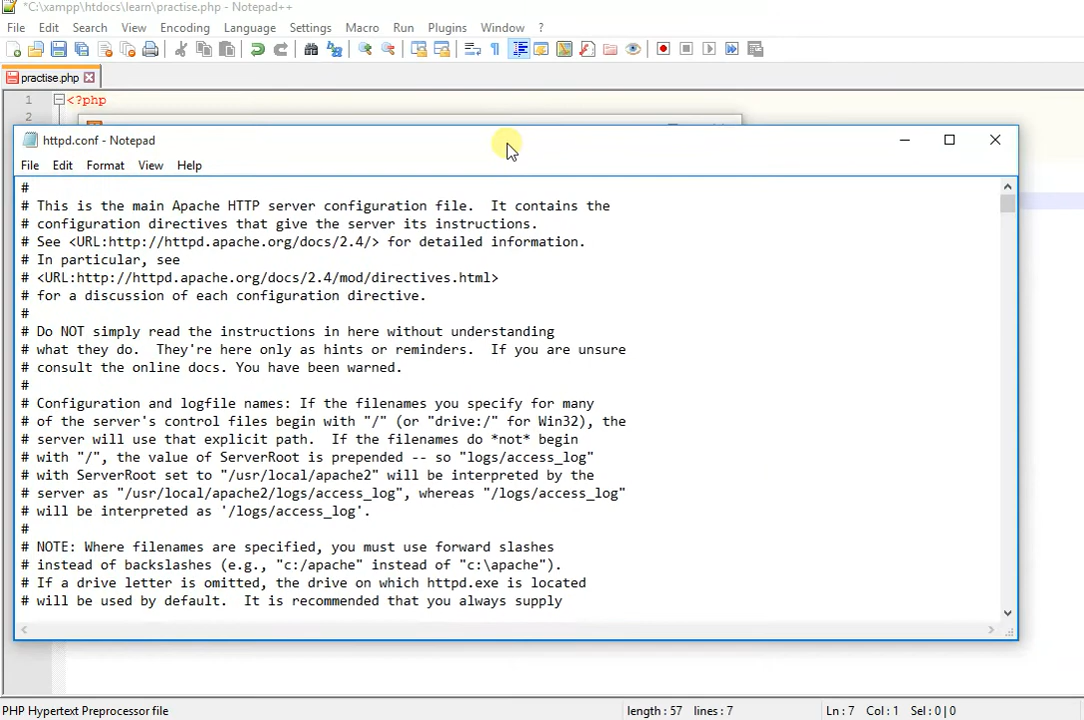 *C:\xampp\htdocs\learn\practise.php - Notepad++
File Edit Search View Encoding Language Settings Macro Run Plugins Window ?
practise.php
1 <?php
2
httpd.conf - Notepad
File Edit Format View Help
#
# This is the main Apache HTTP server configuration file.  It contains the
# configuration directives that give the server its instructions.
# See <URL:http://httpd.apache.org/docs/2.4/> for detailed information.
# In particular, see
# <URL:http://httpd.apache.org/docs/2.4/mod/directives.html>
# for a discussion of each configuration directive.
#
# Do NOT simply read the instructions in here without understanding
# what they do.  They're here only as hints or reminders.  If you are unsure
# consult the online docs. You have been warned.
#
# Configuration and logfile names: If the filenames you specify for many
# of the server's control files begin with "/" (or "drive:/" for Win32), the
# server will use that explicit path.  If the filenames do *not* begin
# with "/", the value of ServerRoot is prepended -- so "logs/access_log"
# with ServerRoot set to "/usr/local/apache2" will be interpreted by the
# server as "/usr/local/apache2/logs/access_log", whereas "/logs/access_log"
# will be interpreted as '/logs/access_log'.
#
# NOTE: Where filenames are specified, you must use forward slashes
# instead of backslashes (e.g., "c:/apache" instead of "c:\apache").
# If a drive letter is omitted, the drive on which httpd.exe is located
# will be used by default.  It is recommended that you always supply
PHP Hypertext Preprocessor file length : 57 lines : 7 Ln : 7 Col : 1 Sel : 0 | 0